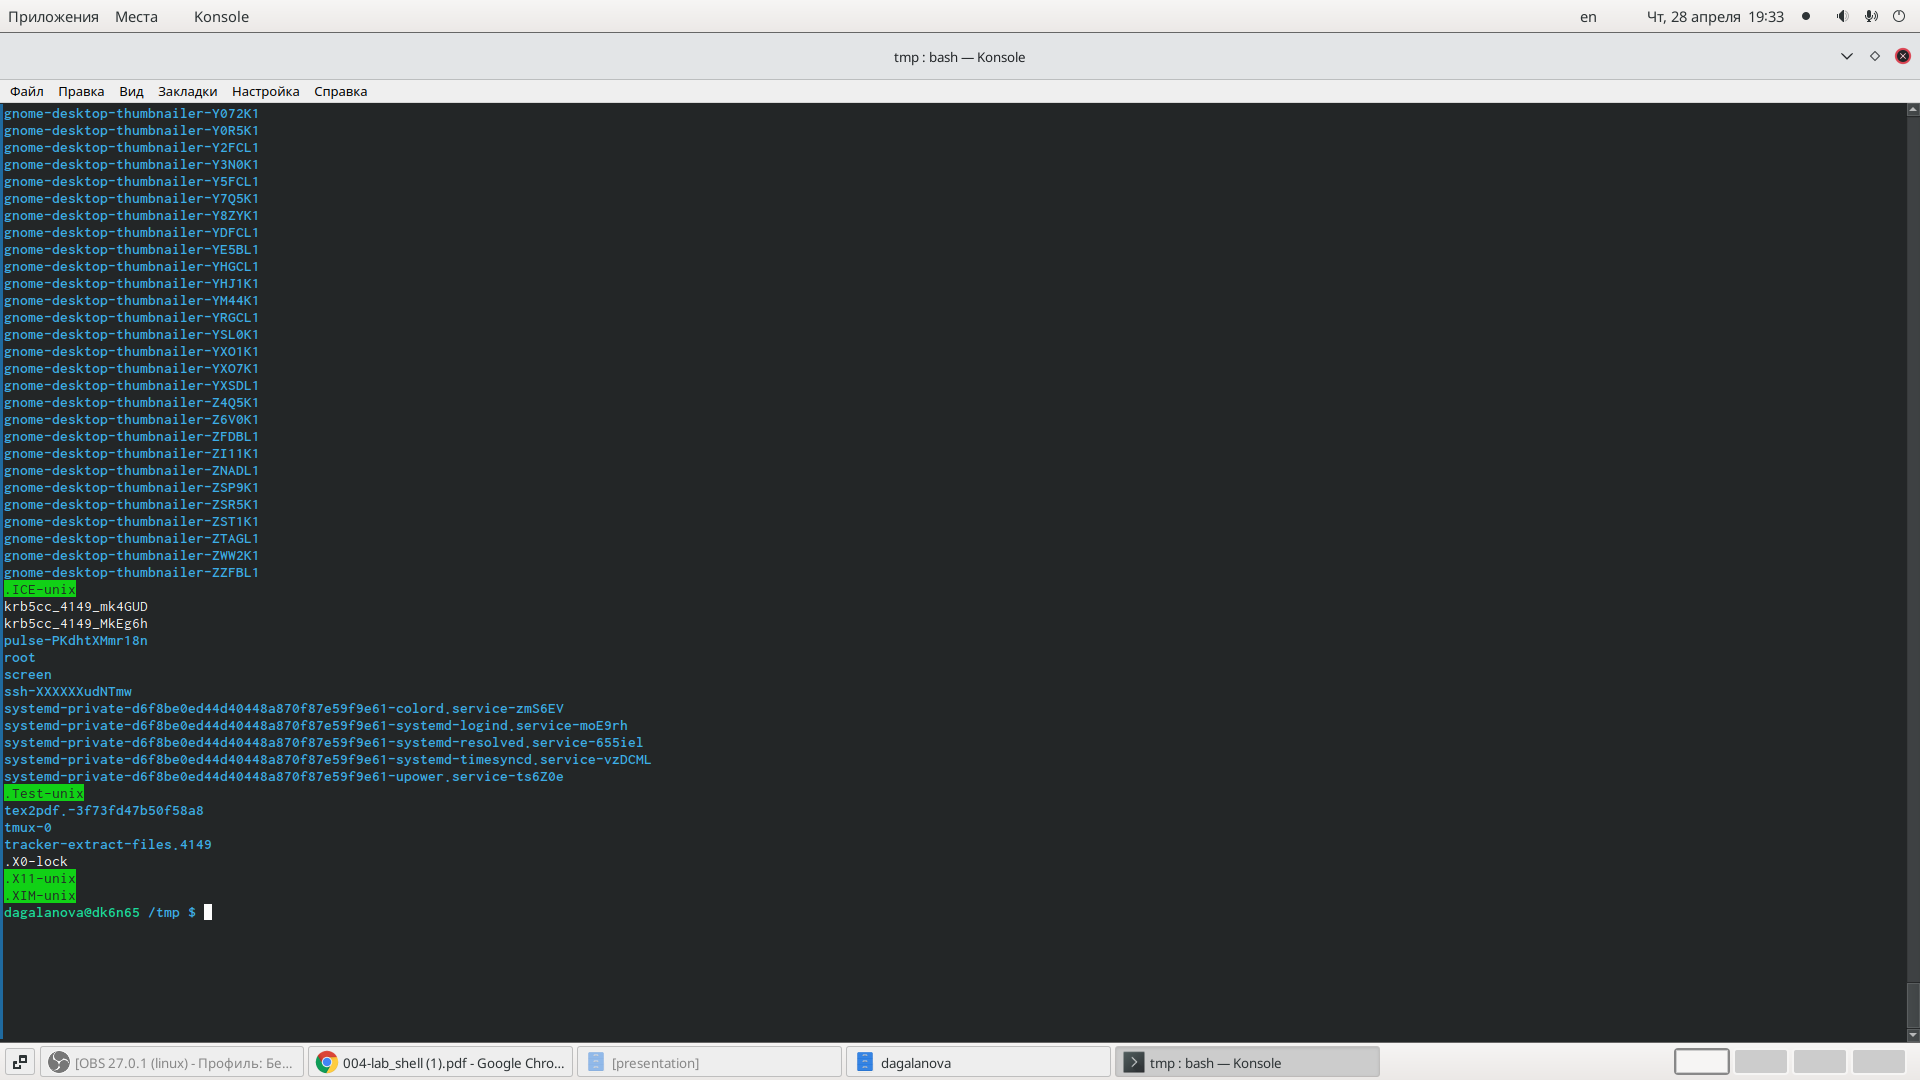 Приложения Места Konsole en Чт, 28 апреля 19:33
tmp : bash — Konsole
Файл Правка Вид Закладки Настройка Справка
gnome-desktop-thumbnailer-Y072K1
gnome-desktop-thumbnailer-Y0R5K1
gnome-desktop-thumbnailer-Y2FCL1
gnome-desktop-thumbnailer-Y3N0K1
gnome-desktop-thumbnailer-Y5FCL1
gnome-desktop-thumbnailer-Y7Q5K1
gnome-desktop-thumbnailer-Y8ZYK1
gnome-desktop-thumbnailer-YDFCL1
gnome-desktop-thumbnailer-YE5BL1
gnome-desktop-thumbnailer-YHGCL1
gnome-desktop-thumbnailer-YHJ1K1
gnome-desktop-thumbnailer-YM44K1
gnome-desktop-thumbnailer-YRGCL1
gnome-desktop-thumbnailer-YSL0K1
gnome-desktop-thumbnailer-YXO1K1
gnome-desktop-thumbnailer-YXO7K1
gnome-desktop-thumbnailer-YXSDL1
gnome-desktop-thumbnailer-Z4Q5K1
gnome-desktop-thumbnailer-Z6V0K1
gnome-desktop-thumbnailer-ZFDBL1
gnome-desktop-thumbnailer-ZI11K1
gnome-desktop-thumbnailer-ZNADL1
gnome-desktop-thumbnailer-ZSP9K1
gnome-desktop-thumbnailer-ZSR5K1
gnome-desktop-thumbnailer-ZST1K1
gnome-desktop-thumbnailer-ZTAGL1
gnome-desktop-thumbnailer-ZWW2K1
gnome-desktop-thumbnailer-ZZFBL1
.ICE-unix
krb5cc_4149_mk4GUD
krb5cc_4149_MkEg6h
pulse-PKdhtXMmr18n
root
screen
ssh-XXXXXXudNTmw
systemd-private-d6f8be0ed44d40448a870f87e59f9e61-colord.service-zmS6EV
systemd-private-d6f8be0ed44d40448a870f87e59f9e61-systemd-logind.service-moE9rh
systemd-private-d6f8be0ed44d40448a870f87e59f9e61-systemd-resolved.service-655iel
systemd-private-d6f8be0ed44d40448a870f87e59f9e61-systemd-timesyncd.service-vzDCML
systemd-private-d6f8be0ed44d40448a870f87e59f9e61-upower.service-ts6Z0e
.Test-unix
tex2pdf.-3f73fd47b50f58a8
tmux-0
tracker-extract-files.4149
.X0-lock
.X11-unix
.XIM-unix
dagalanova@dk6n65 /tmp $
[OBS 27.0.1 (linux) - Профиль: Бе... 004-lab_shell (1).pdf - Google Chro... [presentation] dagalanova tmp : bash — Konsole